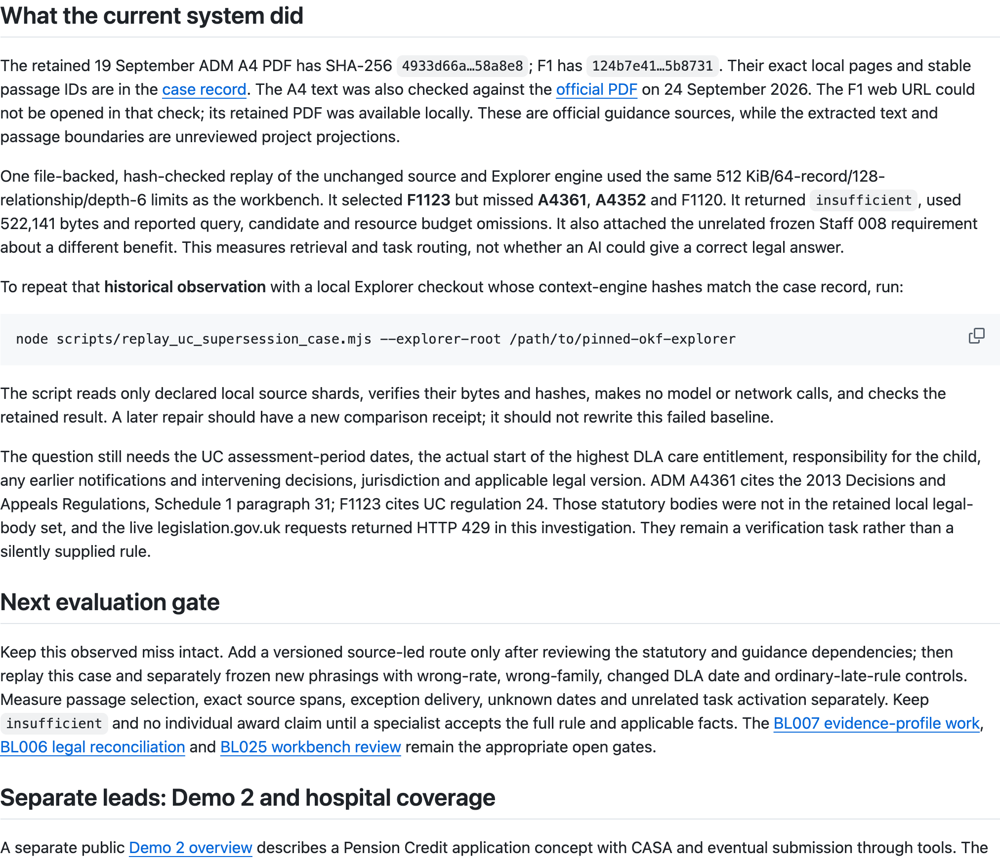 What the current system did
The retained 19 September ADM A4 PDF has SHA-256 4933d66a…58a8e8; F1 has 124b7e41…5b8731. Their exact local pages and stable
passage IDs are in the case record. The A4 text was also checked against the official PDF on 24 September 2026. The F1 web URL could
not be opened in that check; its retained PDF was available locally. These are official guidance sources, while the extracted text and
passage boundaries are unreviewed project projections.
One file-backed, hash-checked replay of the unchanged source and Explorer engine used the same 512 KiB/64-record/128-
relationship/depth-6 limits as the workbench. It selected F1123 but missed A4361, A4352 and F1120. It returned insufficient, used
522,141 bytes and reported query, candidate and resource budget omissions. It also attached the unrelated frozen Staff 008 requirement
about a different benefit. This measures retrieval and task routing, not whether an AI could give a correct legal answer.
To repeat that historical observation with a local Explorer checkout whose context-engine hashes match the case record, run:
node scripts/replay_uc_supersession_case.mjs --explorer-root /path/to/pinned-okf-explorer
The script reads only declared local source shards, verifies their bytes and hashes, makes no model or network calls, and checks the
retained result. A later repair should have a new comparison receipt; it should not rewrite this failed baseline.
The question still needs the UC assessment-period dates, the actual start of the highest DLA care entitlement, responsibility for the child,
any earlier notifications and intervening decisions, jurisdiction and applicable legal version. ADM A4361 cites the 2013 Decisions and
Appeals Regulations, Schedule 1 paragraph 31; F1123 cites UC regulation 24. Those statutory bodies were not in the retained local legal-
body set, and the live legislation.gov.uk requests returned HTTP 429 in this investigation. They remain a verification task rather than a
silently supplied rule.
Next evaluation gate
Keep this observed miss intact. Add a versioned source-led route only after reviewing the statutory and guidance dependencies; then
replay this case and separately frozen new phrasings with wrong-rate, wrong-family, changed DLA date and ordinary-late-rule controls.
Measure passage selection, exact source spans, exception delivery, unknown dates and unrelated task activation separately. Keep
insufficient and no individual award claim until a specialist accepts the full rule and applicable facts. The BL007 evidence-profile work,
BL006 legal reconciliation and BL025 workbench review remain the appropriate open gates.
Separate leads: Demo 2 and hospital coverage
A separate public Demo 2 overview describes a Pension Credit application concept with CASA and eventual submission through tools. The